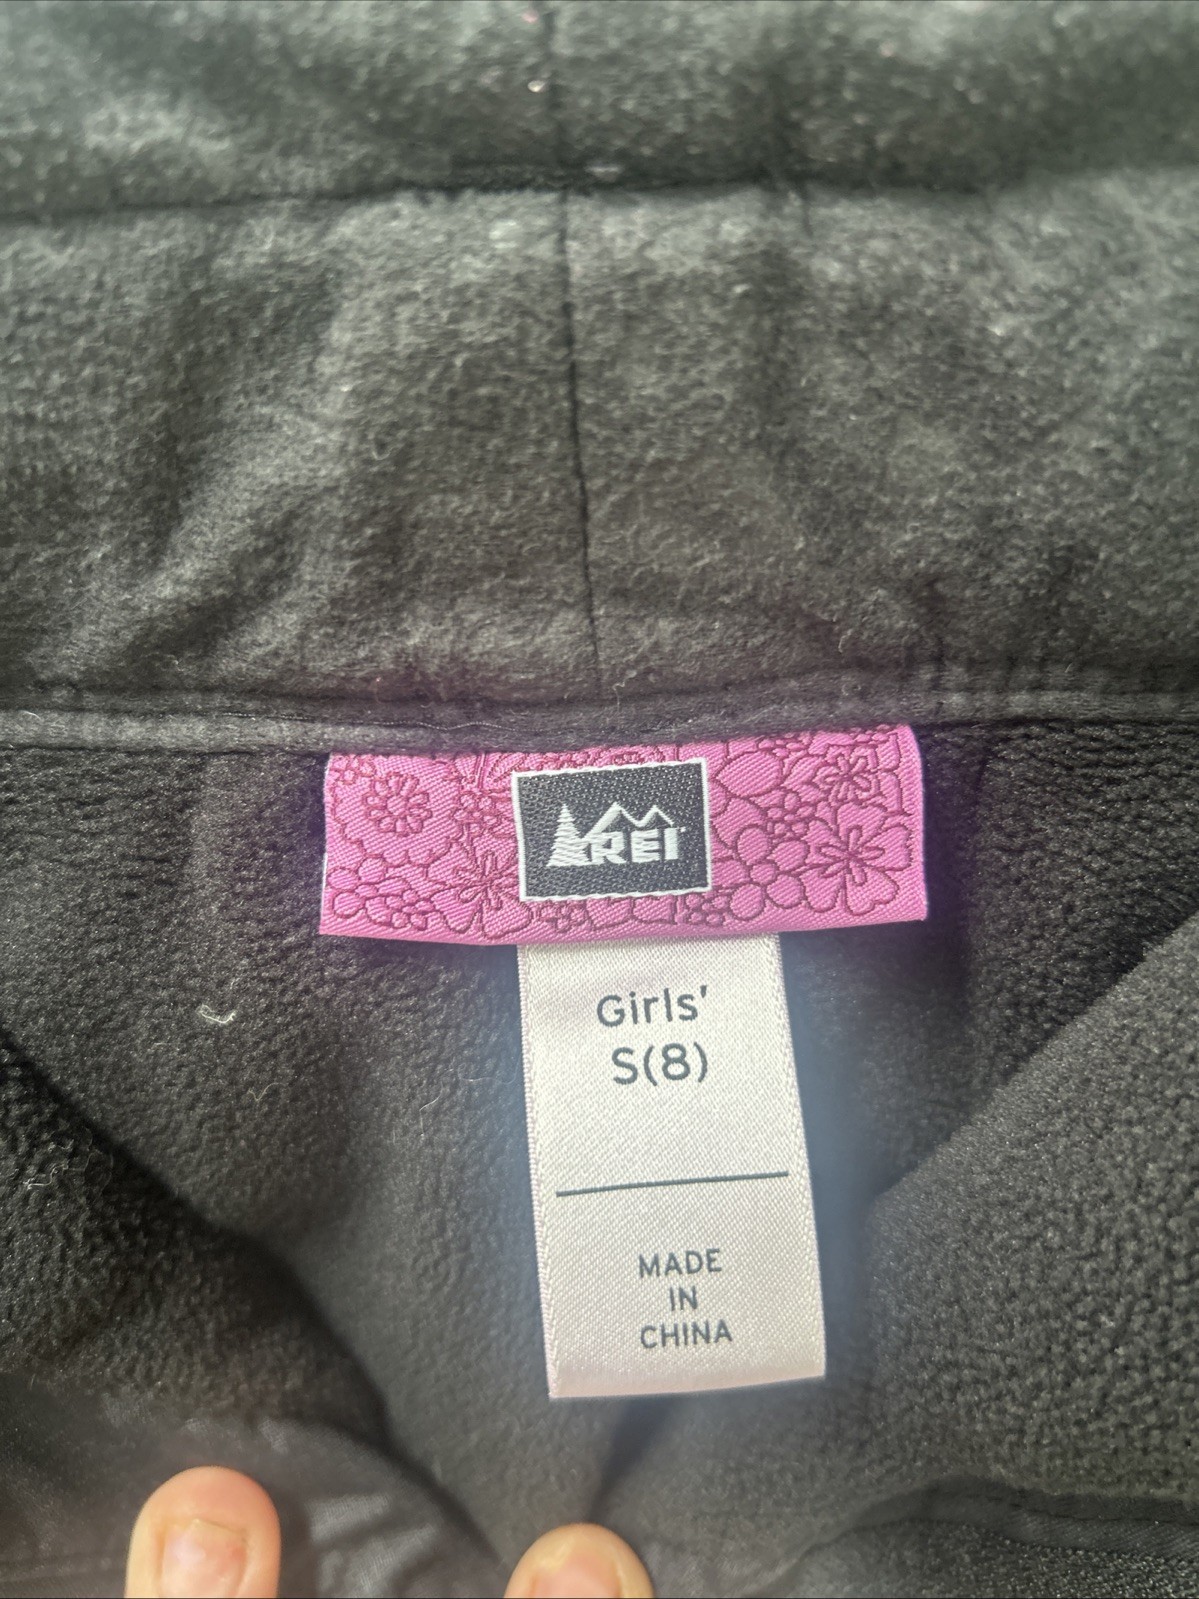 REI
Girls'
S(8)
MADE
IN
CHINA